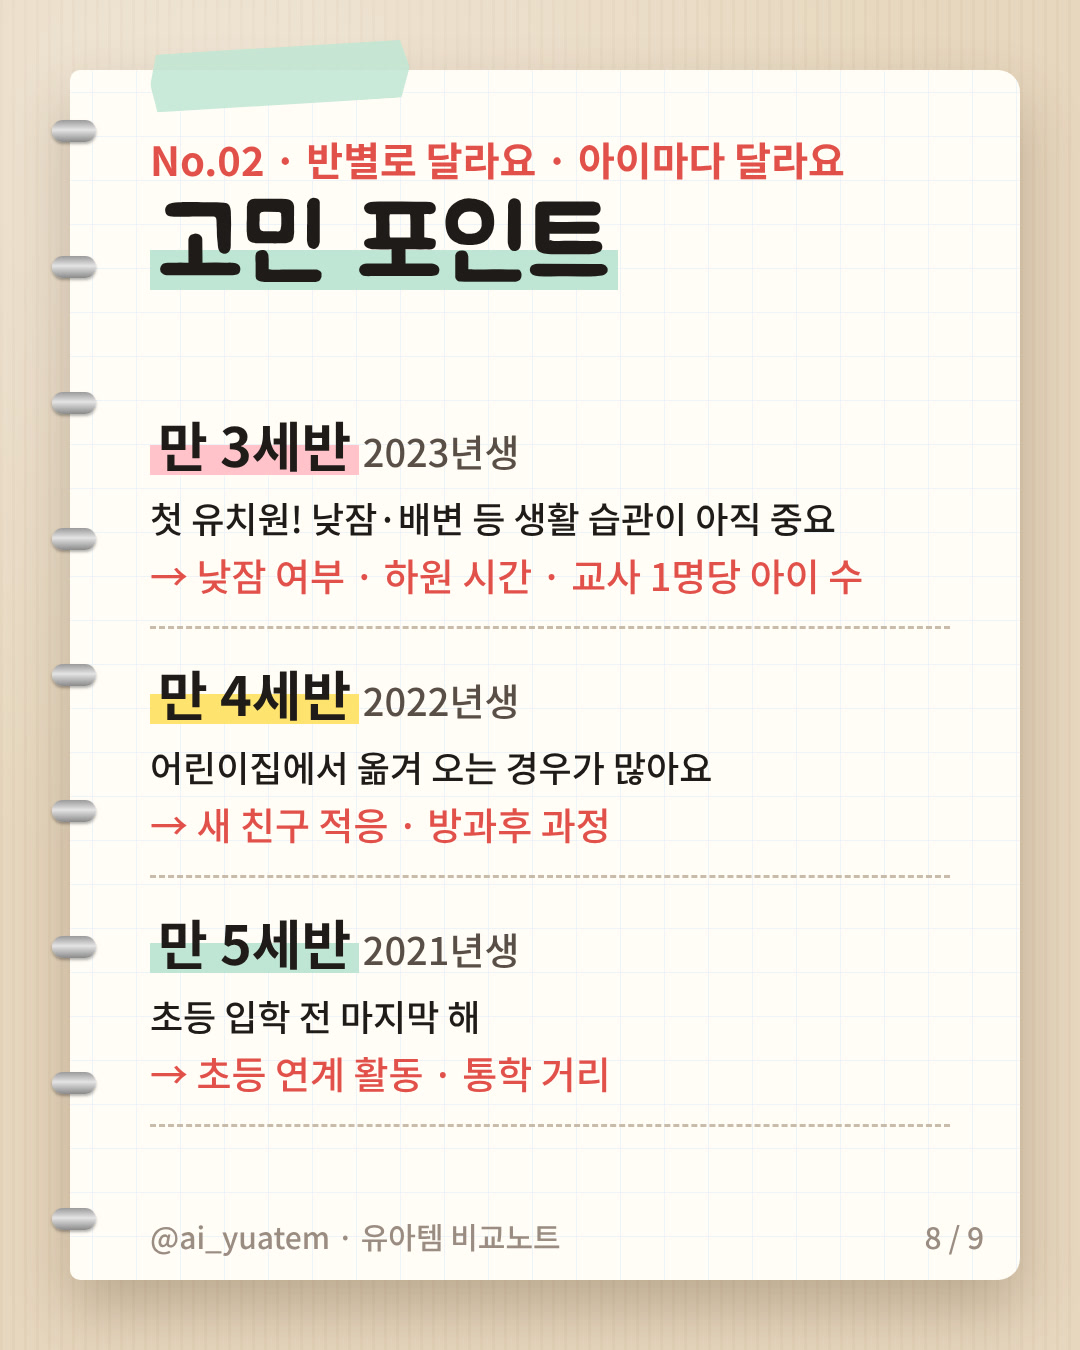 No.02 · 반별로 달라요 · 아이마다 달라요
고민 포인트
만 3세반 2023년생
첫 유치원! 낮잠·배변 등 생활 습관이 아직 중요
→ 낮잠 여부 · 하원 시간 · 교사 1명당 아이 수
만 4세반 2022년생
어린이집에서 옮겨 오는 경우가 많아요
→ 새 친구 적응 · 방과후 과정
만 5세반 2021년생
초등 입학 전 마지막 해
→ 초등 연계 활동 · 통학 거리
@ai_yuatem · 유아템 비교노트
8 / 9